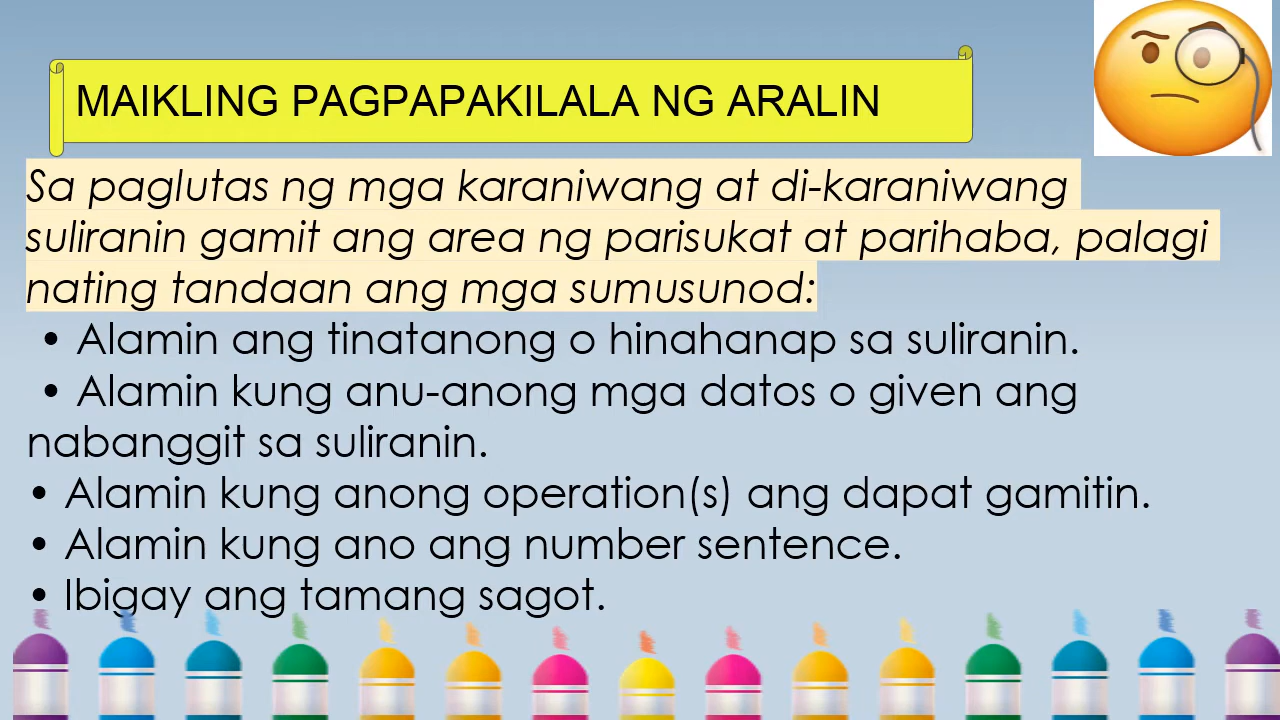 MAIKLING PAGPAPAKILALA NG ARALIN
Sa paglutas ng mga karaniwang at di-karaniwang
suliranin gamit ang area ng parisukat at parihaba, palagi
nating tandaan ang mga sumusunod:
• Alamin ang tinatanong o hinahanap sa suliranin.
• Alamin kung anu-anong mga datos o given ang
nabanggit sa suliranin.
• Alamin kung anong operation(s) ang dapat gamitin.
• Alamin kung ano ang number sentence.
• Ibigay ang tamang sagot.